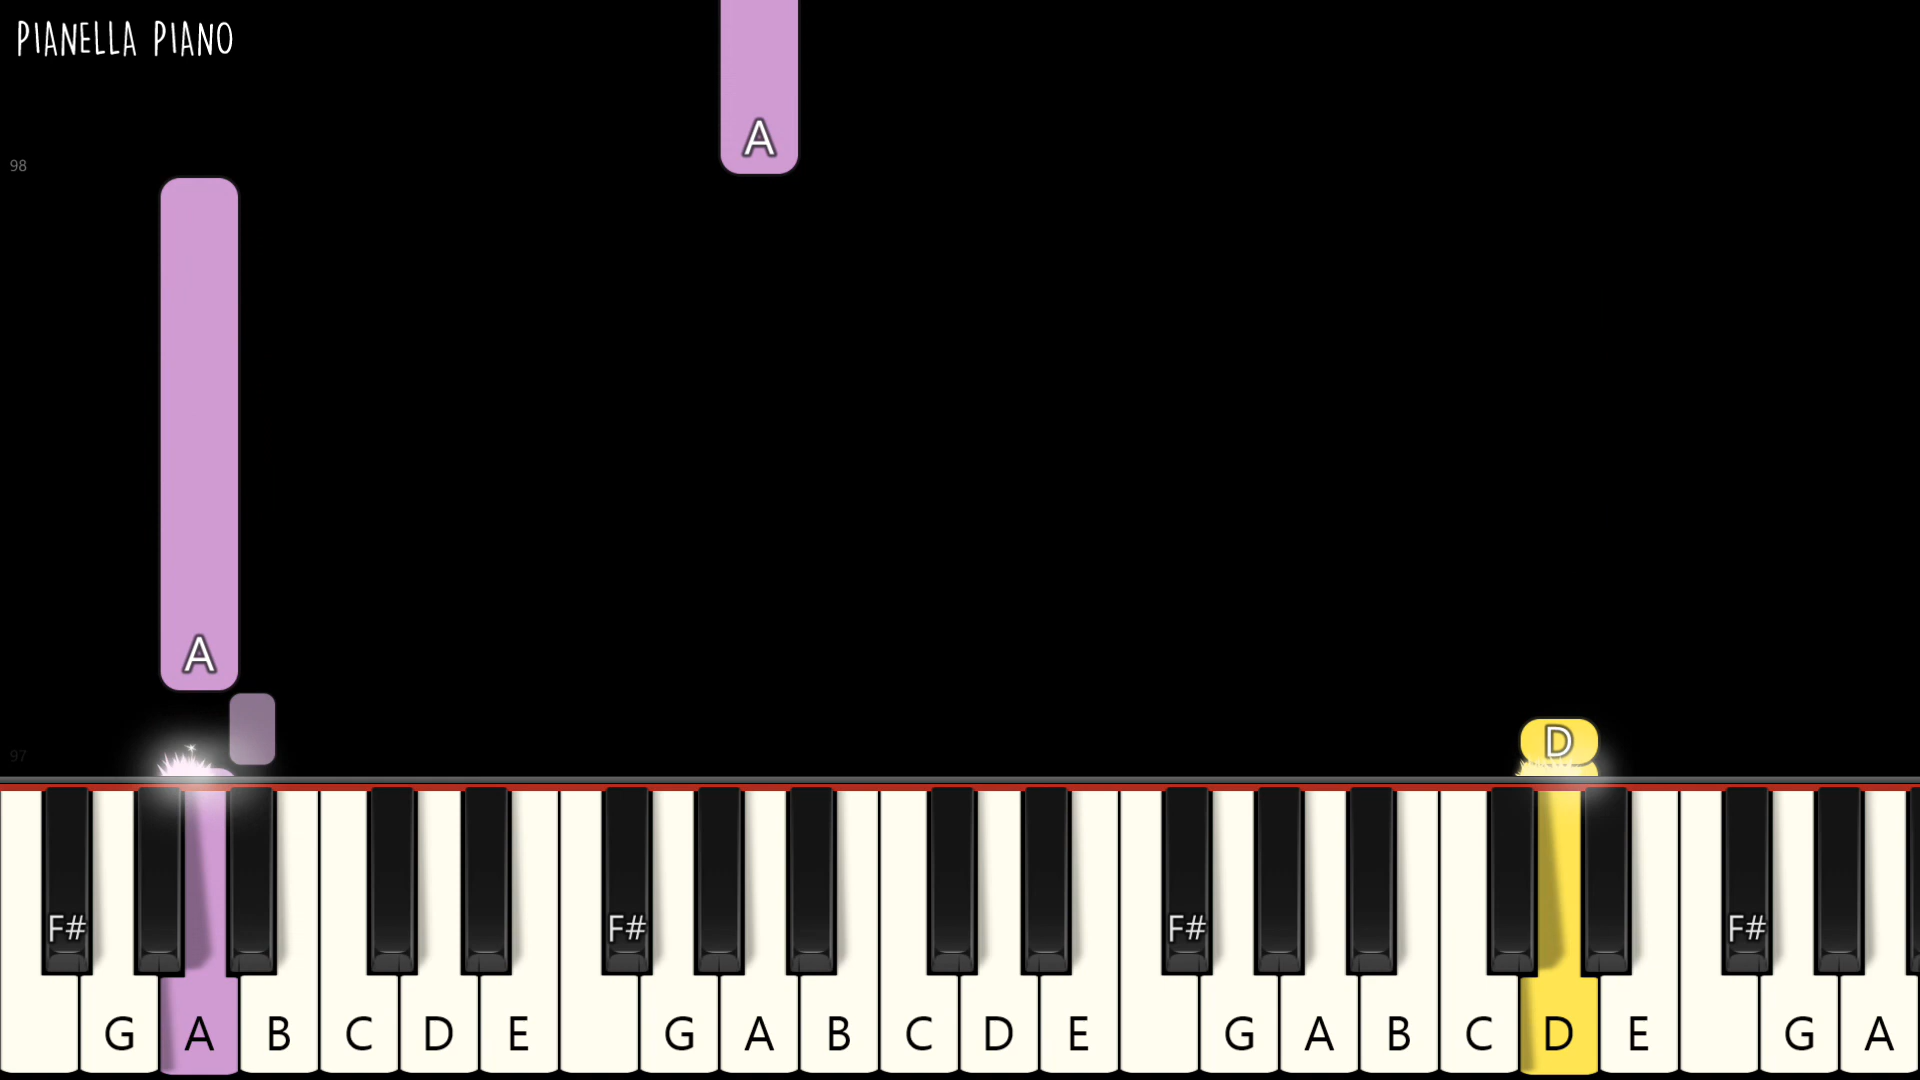 PIANELLA PIANO
A
98
A
D
97
F# F# F# F#
G A B C D E G A B C D E G A B C D E G A